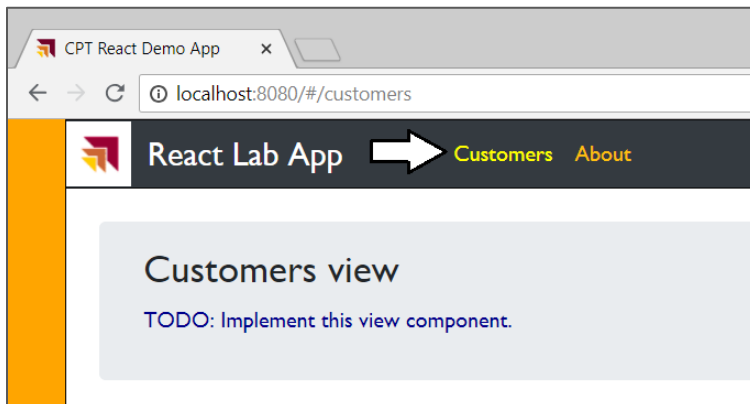 CPT React Demo App
localhost:8080/#/customers
React Lab App Customers About
Customers view
TODO: Implement this view component.